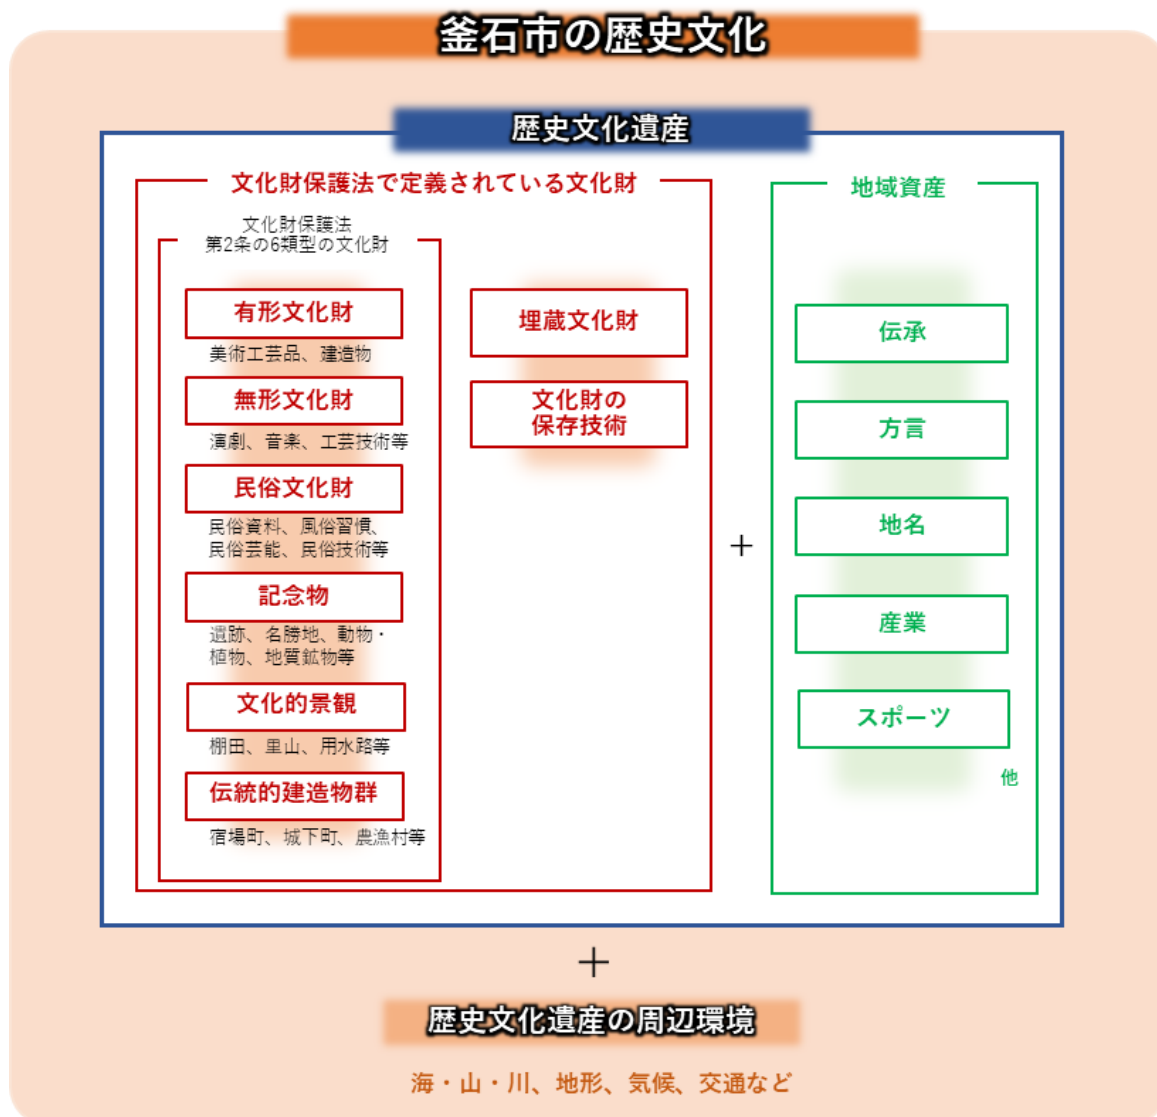 釜石市の歴史文化
歴史文化遺産
文化財保護法で定義されている文化財
文化財保護法
第2条の6類型の文化財
有形文化財
美術工芸品、建造物
無形文化財
演劇、音楽、工芸技術等
民俗文化財
民俗資料、風俗習慣、
民俗芸能、民俗技術等
記念物
遺跡、名勝地、動物・
植物、地質鉱物等
文化的景観
棚田、里山、用水路等
伝統的建造物群
宿場町、城下町、農漁村等
埋蔵文化財
文化財の
保存技術
+
地域資産
伝承
方言
地名
産業
スポーツ
他
+
歴史文化遺産の周辺環境
海・山・川、地形、気候、交通など